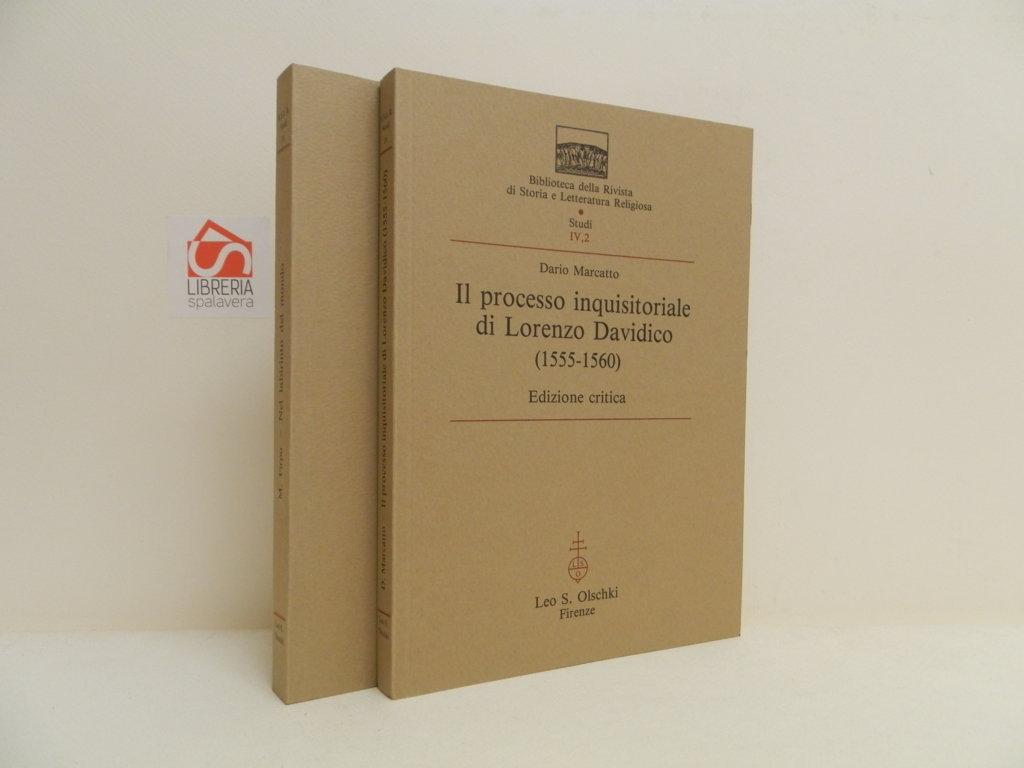 LIBRERIA
spalavera
M. Firpo - Nel labirinto del mondo
D. Marcatto - Il processo inquisitoriale di Lorenzo Davidico (1555-1560)
Biblioteca della Rivista
di Storia e Letteratura Religiosa
Studi
IV,2
Dario Marcatto
Il processo inquisitoriale
di Lorenzo Davidico
(1555-1560)
Edizione critica
LSO
Leo S. Olschki
Firenze